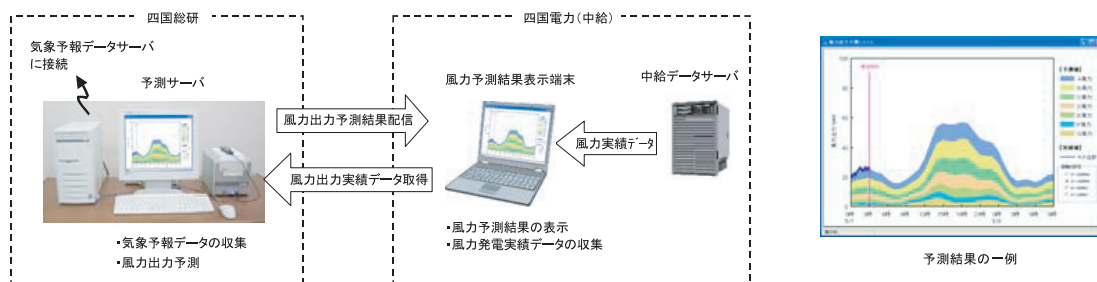 四国総研
気象予報データサーバ
に接続
予測サーバ
・気象予報データの収集
・風力出力予測
風力出力予測結果配信
風力出力実績データ取得
四国電力(中給)
風力予測結果表示端末
中給データサーバ
風力実績データ
・風力予測結果の表示
・風力発電実績データの収集
予測結果の一例